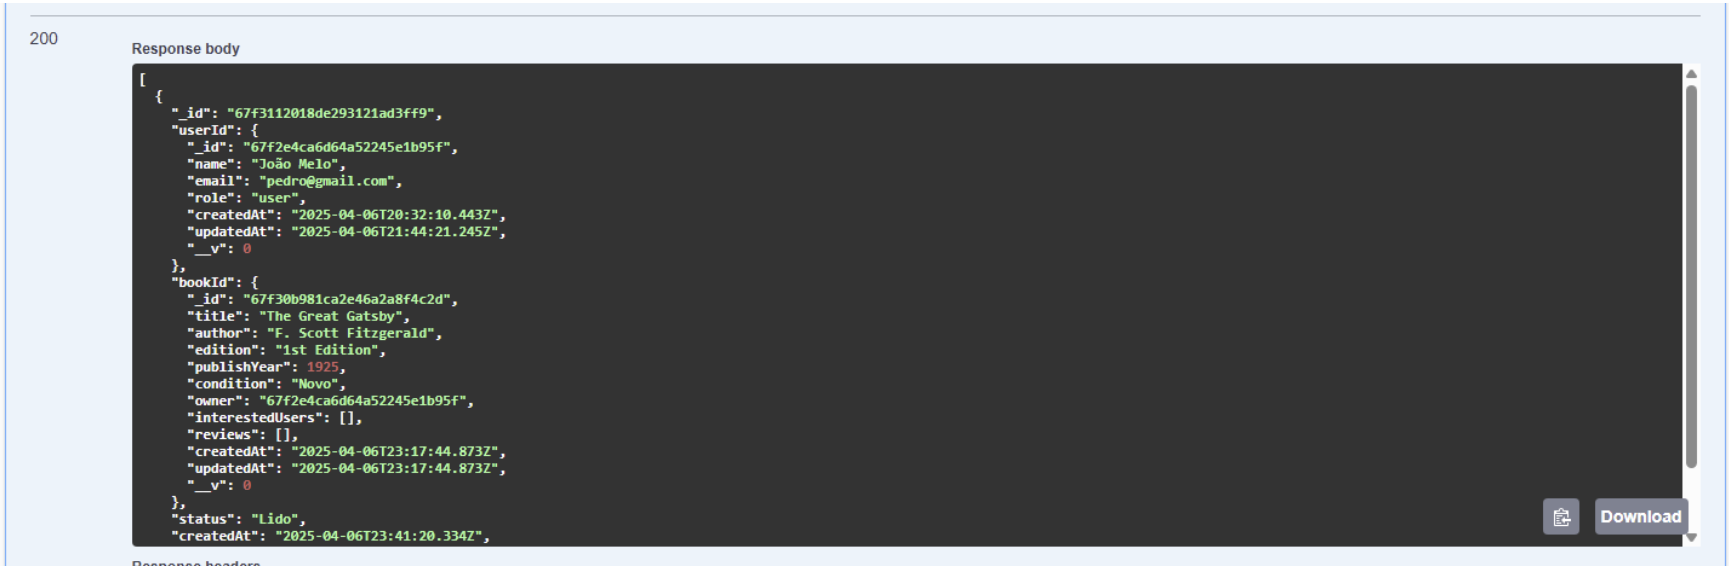 200
Response body
[
  {
    "_id": "67f3112018de293121ad3ff9",
    "userId": {
      "_id": "67f2e4ca6d64a52245e1b95f",
      "name": "João Melo",
      "email": "pedro@gmail.com",
      "role": "user",
      "createdAt": "2025-04-06T20:32:10.443Z",
      "updatedAt": "2025-04-06T21:44:21.245Z",
      "__v": 0
    },
    "bookId": {
      "_id": "67f30b981ca2e46a2a8f4c2d",
      "title": "The Great Gatsby",
      "author": "F. Scott Fitzgerald",
      "edition": "1st Edition",
      "publishYear": 1925,
      "condition": "Novo",
      "owner": "67f2e4ca6d64a52245e1b95f",
      "interestedUsers": [],
      "reviews": [],
      "createdAt": "2025-04-06T23:17:44.873Z",
      "updatedAt": "2025-04-06T23:17:44.873Z",
      "__v": 0
    },
    "status": "Lido",
    "createdAt": "2025-04-06T23:41:20.334Z",
Download
Response headers